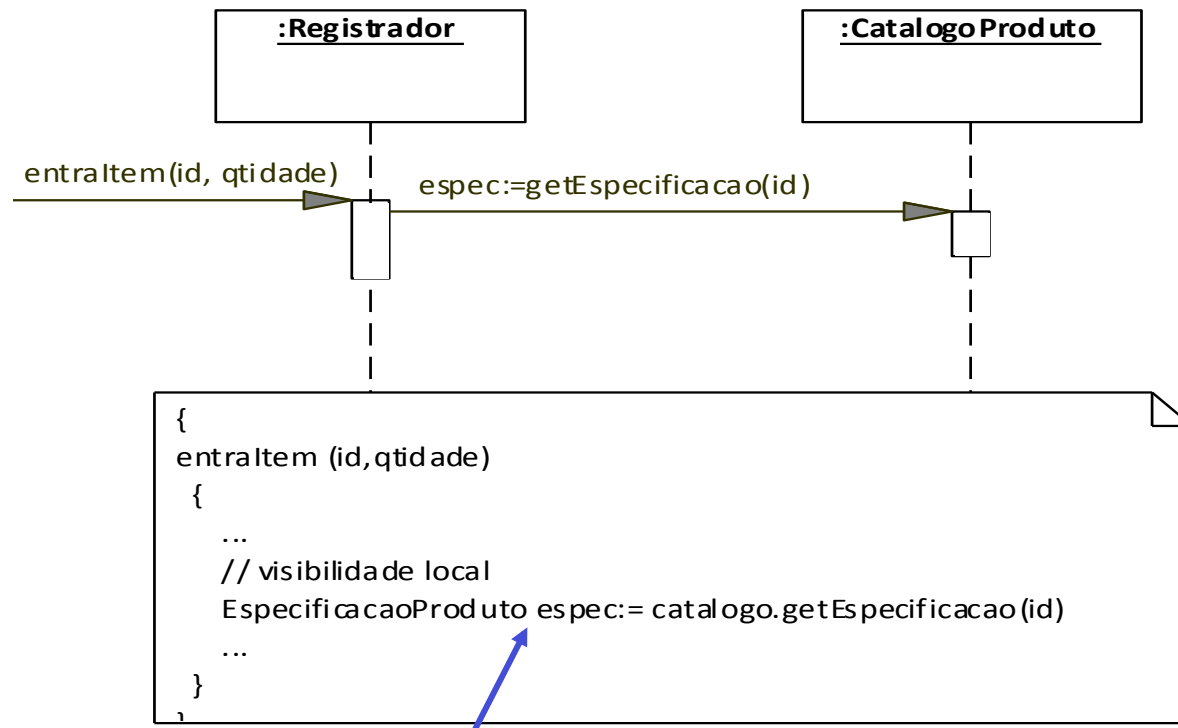 :Registrador
:CatalogoProduto
entraItem(id, qtidade)
espec:=getEspecificacao(id)
{
entraItem (id,qtidade)
{
...
// visibilidade local
EspecificacaoProduto espec:= catalogo.getEspecificacao(id)
...
}
}